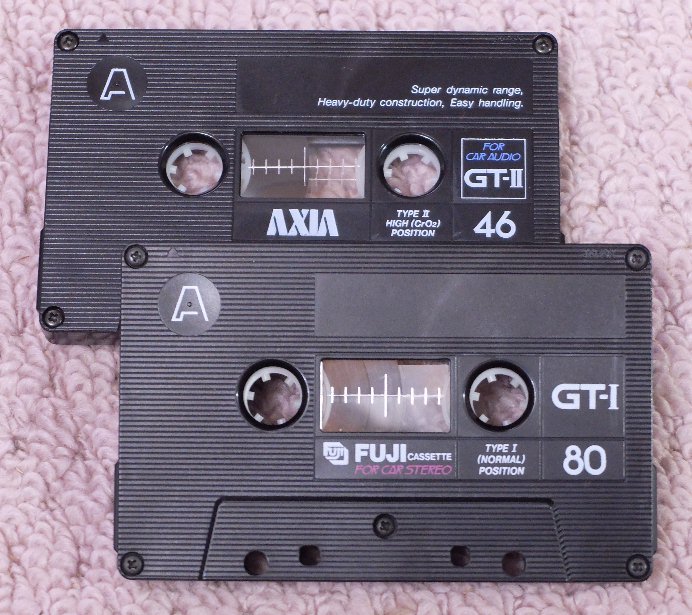 A
Super dynamic range,
Heavy-duty construction, Easy handling.
FOR
CAR AUDIO
GT-II
AXIA
TYPE II
HIGH (CrO2)
POSITION
46
A
GT-I
FUJI CASSETTE
FOR CAR STEREO
TYPE I
(NORMAL)
POSITION
80
FUJI